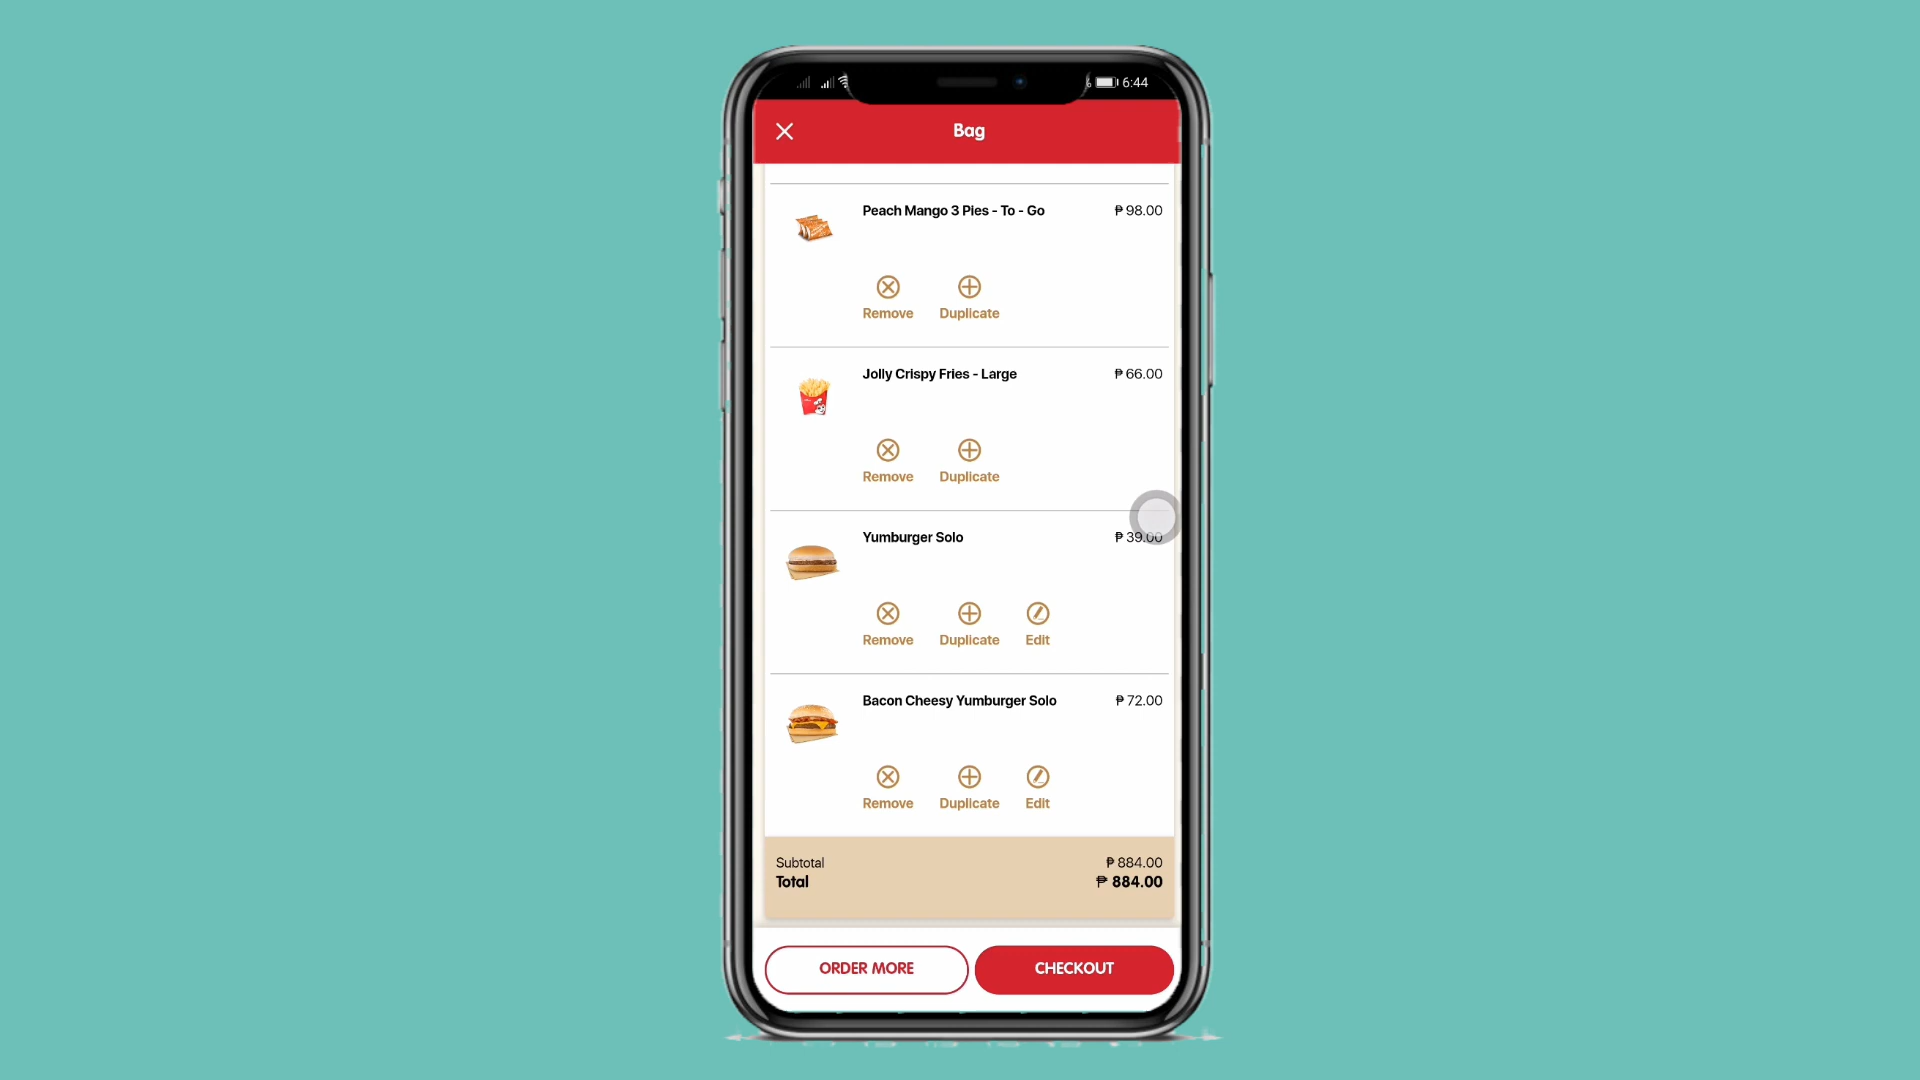 6:44
Bag
Peach Mango 3 Pies - To - Go ₱ 98.00
Remove Duplicate
Jolly Crispy Fries - Large ₱ 66.00
Remove Duplicate
Yumburger Solo ₱ 39.00
Remove Duplicate Edit
Bacon Cheesy Yumburger Solo ₱ 72.00
Remove Duplicate Edit
Subtotal ₱ 884.00
Total ₱ 884.00
ORDER MORE CHECKOUT